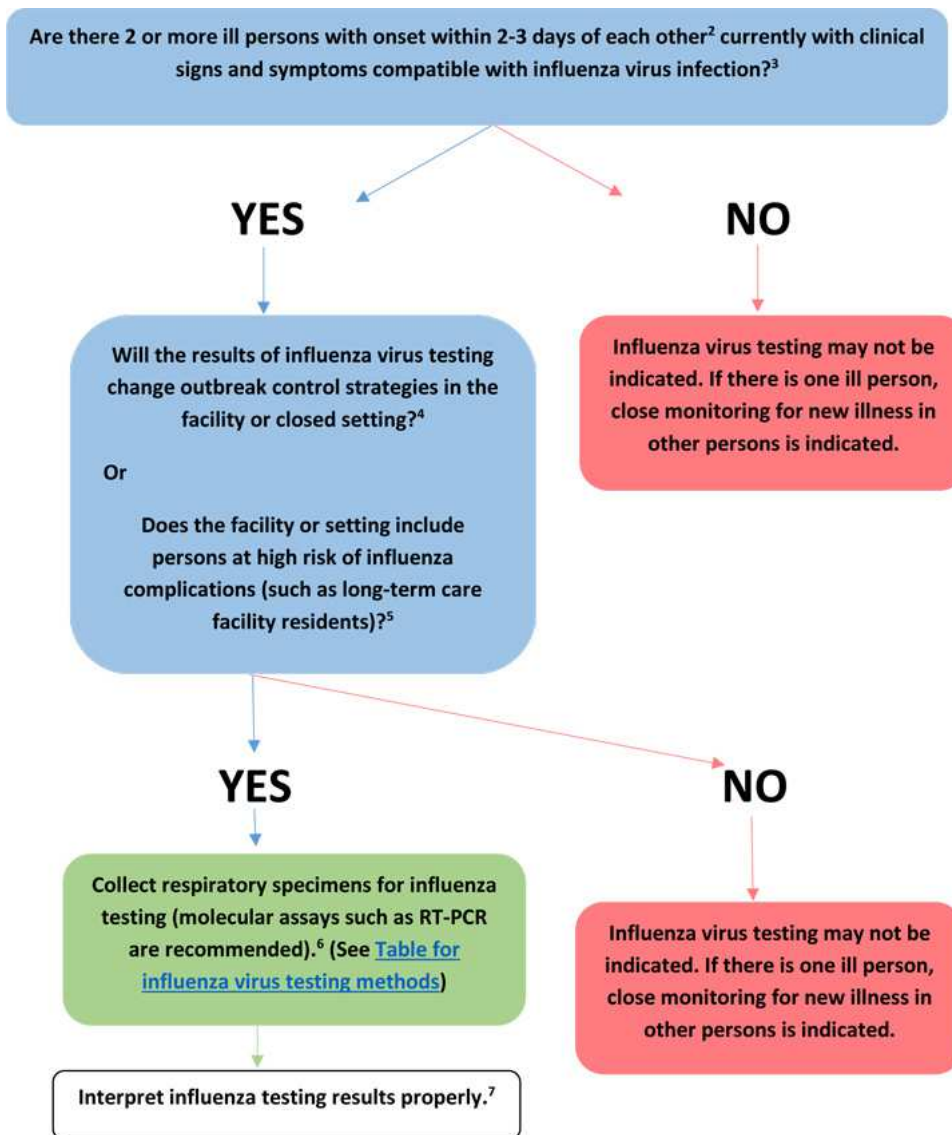 Are there 2 or more ill persons with onset within 2-3 days of each other² currently with clinical
signs and symptoms compatible with influenza virus infection?³
YES
NO
Will the results of influenza virus testing
change outbreak control strategies in the
facility or closed setting?⁴
Or
Does the facility or setting include
persons at high risk of influenza
complications (such as long-term care
facility residents)?⁵
Influenza virus testing may not be
indicated. If there is one ill person,
close monitoring for new illness in
other persons is indicated.
YES
NO
Collect respiratory specimens for influenza
testing (molecular assays such as RT-PCR
are recommended).⁶ (See Table for
influenza virus testing methods)
Influenza virus testing may not be
indicated. If there is one ill person,
close monitoring for new illness in
other persons is indicated.
Interpret influenza testing results properly.⁷